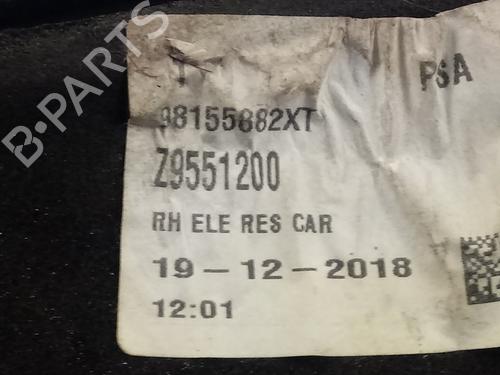 PSA
98155882XT
Z9551200
RH ELE RES CAR
19-12-2018
12:01
B-PARTS